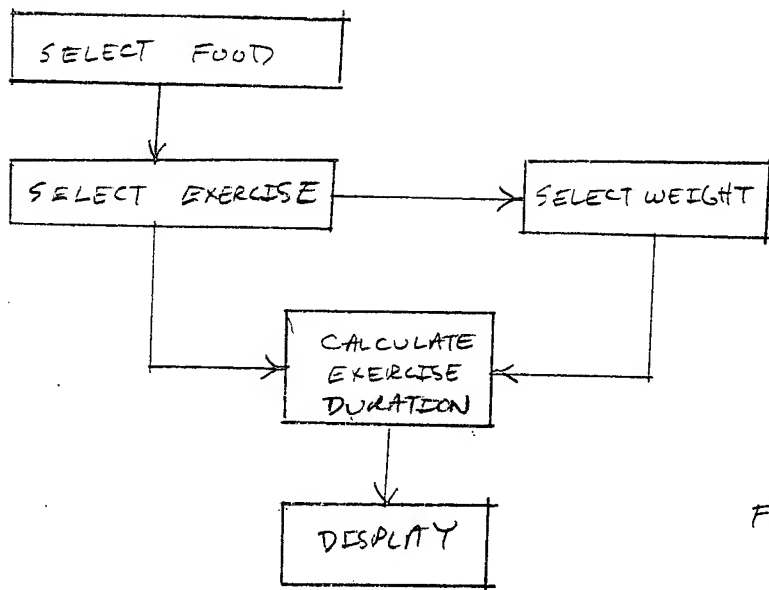 SELECT FOOD
SELECT EXERCISE
SELECT WEIGHT
CALCULATE
EXERCISE
DURATION
DISPLAY
F